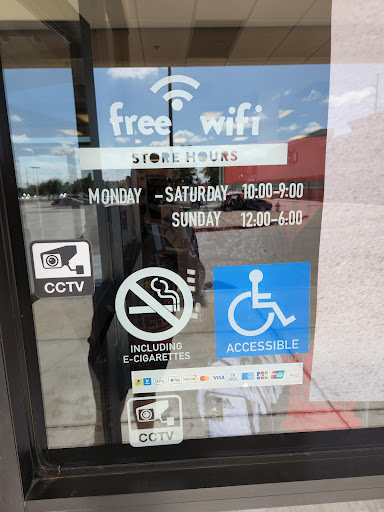 free wifi
STORE HOURS
MONDAY - SATURDAY 10:00-9:00
SUNDAY 12:00-6:00
CCTV
INCLUDING
E-CIGARETTES
ACCESSIBLE
VISA
CCTV